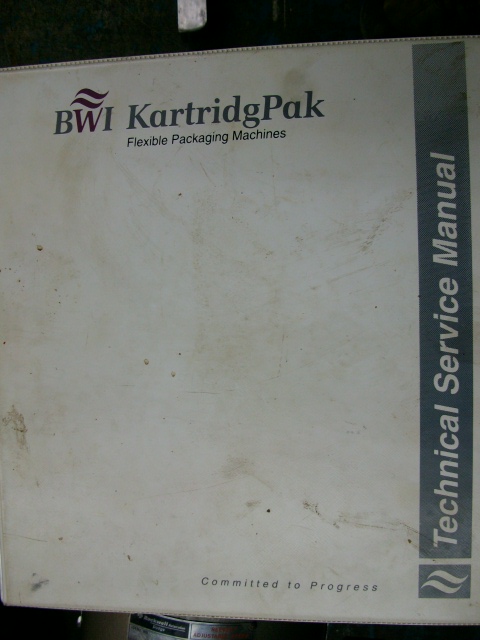 BWI KartridgPak
Flexible Packaging Machines
Technical Service Manual
Committed to Progress